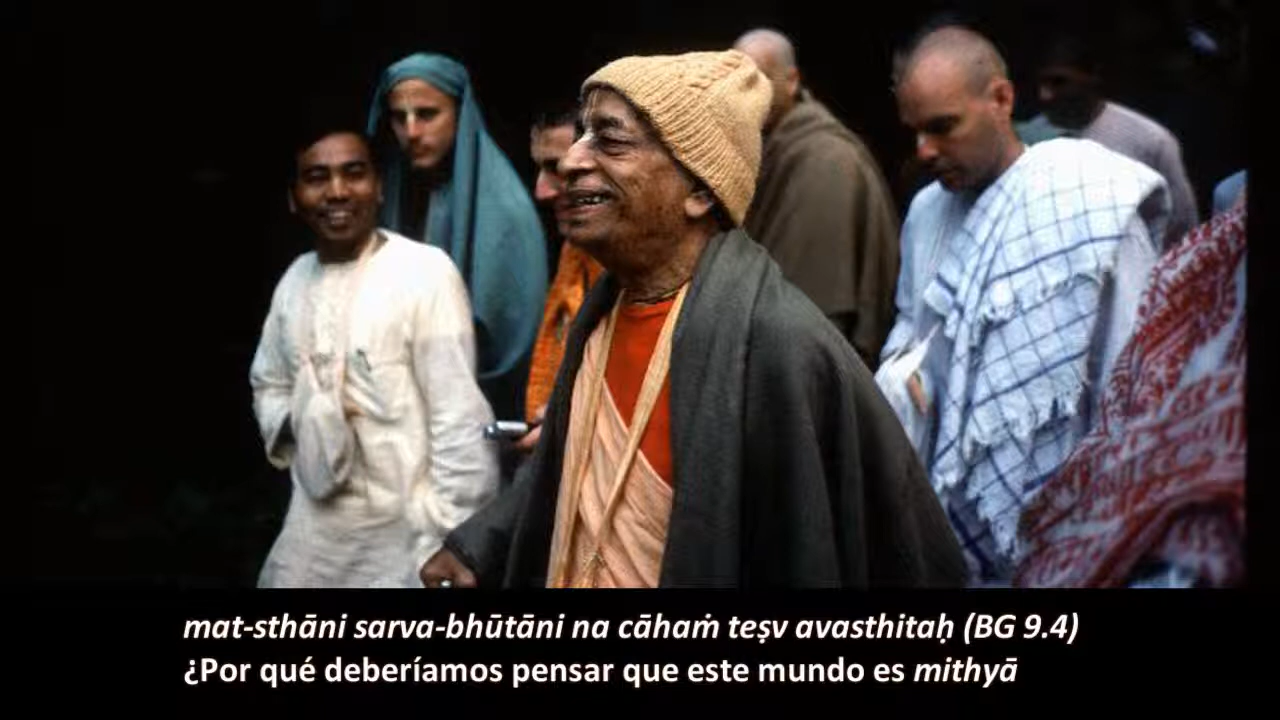 mat-sthāni sarva-bhūtāni na cāhaṁ teṣv avasthitaḥ (BG 9.4)
¿Por qué deberíamos pensar que este mundo es mithyā